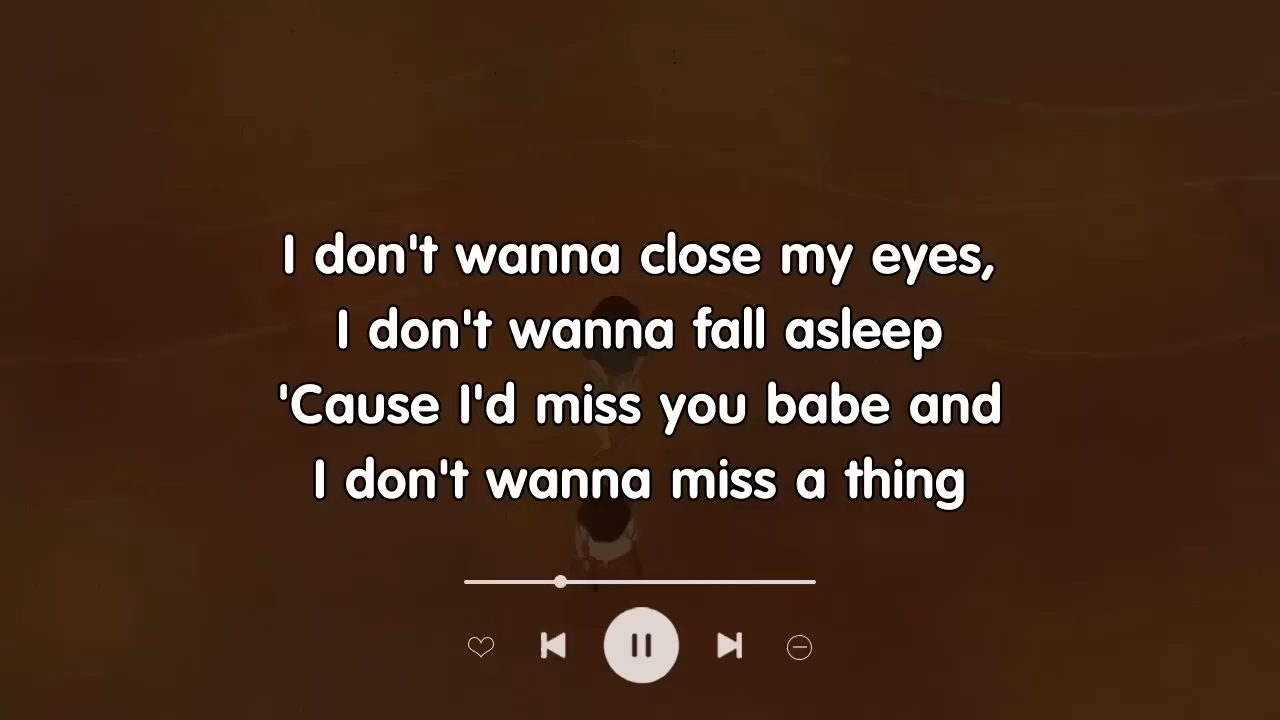 I don't wanna close my eyes,
I don't wanna fall asleep
'Cause I'd miss you babe and
I don't wanna miss a thing